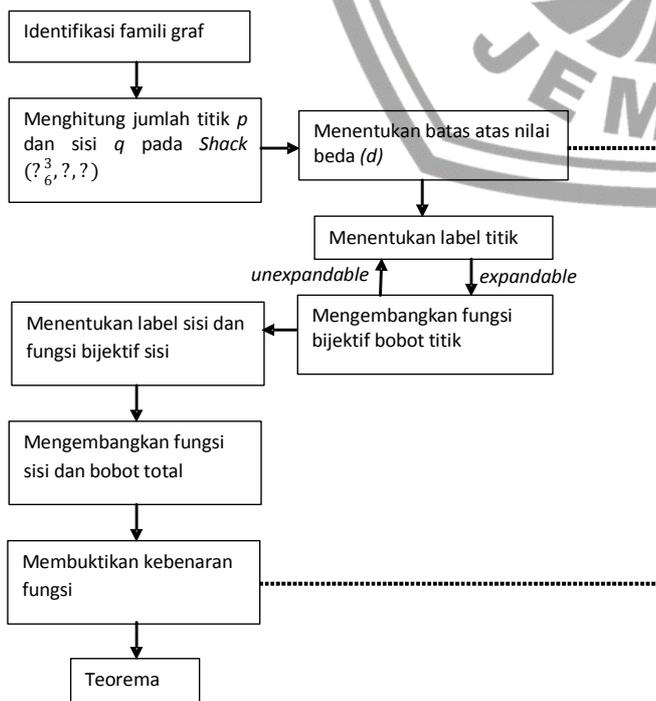 Identifikasi famili graf
Menghitung jumlah titik p
dan sisi q pada Shack
(?₆³, ?, ?)
Menentukan batas atas nilai
beda (d)
Menentukan label titik
unexpandable
expandable
Mengembangkan fungsi
bijektif bobot titik
Menentukan label sisi dan
fungsi bijektif sisi
Mengembangkan fungsi
sisi dan bobot total
Membuktikan kebenaran
fungsi
Teorema
JEM